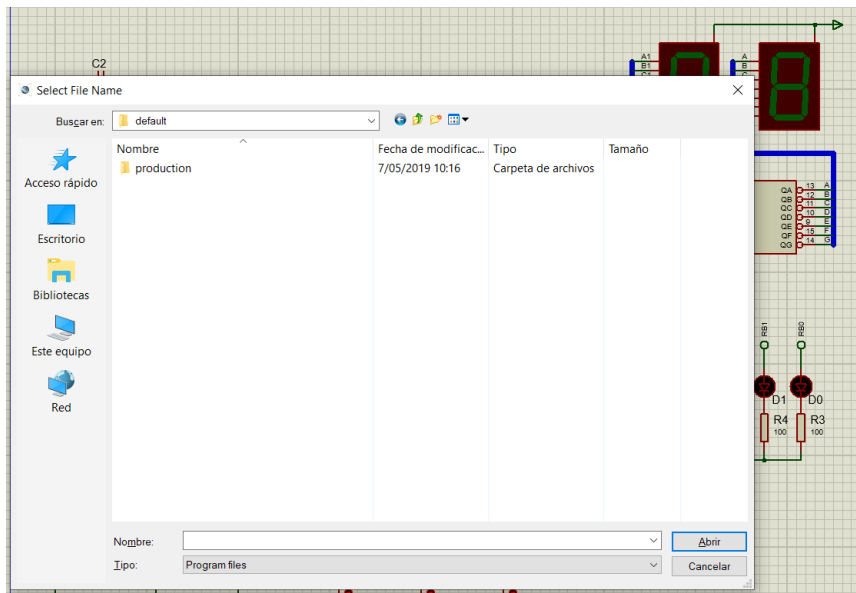 C2
A1
B1
A
B
Select File Name
Buscar en:
default
Nombre
Fecha de modificac...
Tipo
Tamaño
production
7/05/2019 10:16
Carpeta de archivos
Acceso rápido
Escritorio
Bibliotecas
Este equipo
Red
QA 13 A
QB 12 B
QC 11 C
QD 10 D
QE 9 E
QF 15 F
QG 14 G
RB1
RB0
D1
D0
R4
100
R3
100
Nombre:
Abrir
Tipo:
Program files
Cancelar